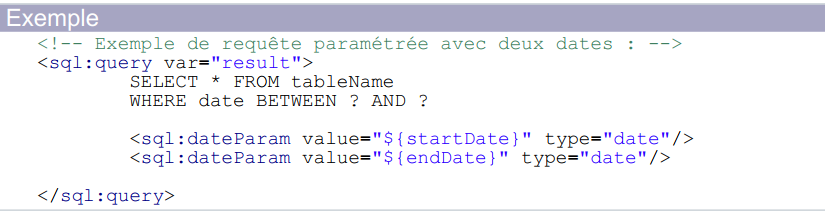 Exemple
<!-- Exemple de requête paramétrée avec deux dates : -->
<sql:query var="result">
SELECT * FROM tableName
WHERE date BETWEEN ? AND ?
<sql:dateParam value="${startDate}" type="date"/>
<sql:dateParam value="${endDate}" type="date"/>
</sql:query>